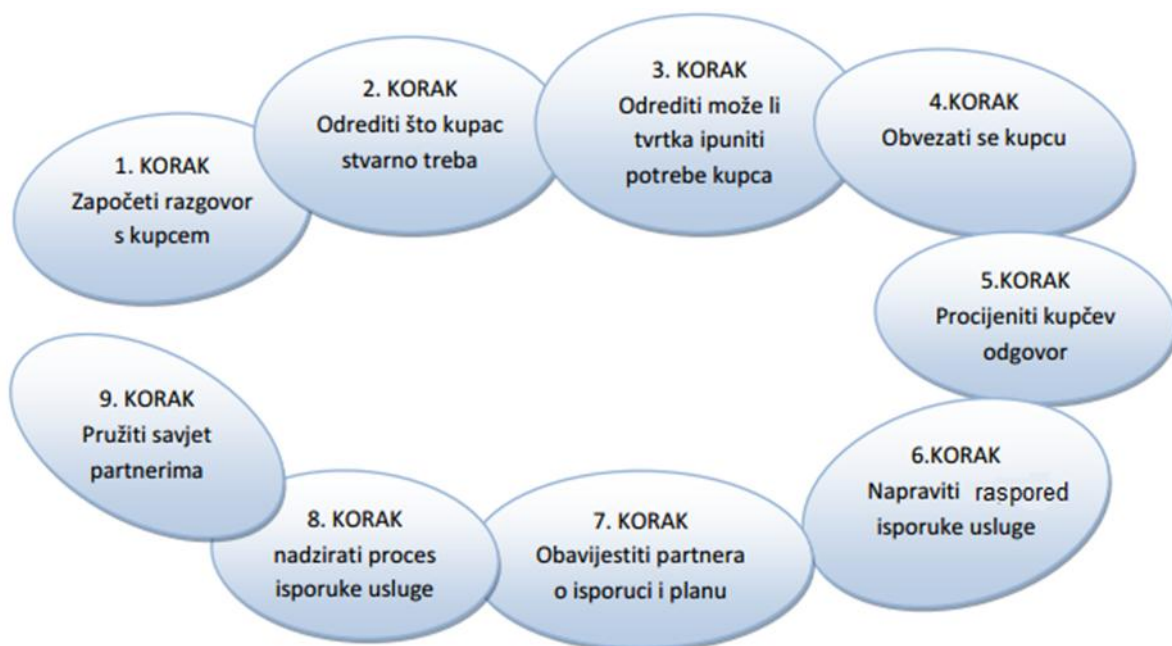 1. KORAK
Započeti razgovor
s kupcem
2. KORAK
Odrediti što kupac
stvarno treba
3. KORAK
Odrediti može li
tvrtka ipuniti
potrebe kupca
4.KORAK
Obvezati se kupcu
5.KORAK
Procijeniti kupčev
odgovor
6.KORAK
Napraviti raspored
isporuke usluge
7. KORAK
Obavijestiti partnera
o isporuci i planu
8. KORAK
nadzirati proces
isporuke usluge
9. KORAK
Pružiti savjet
partnerima